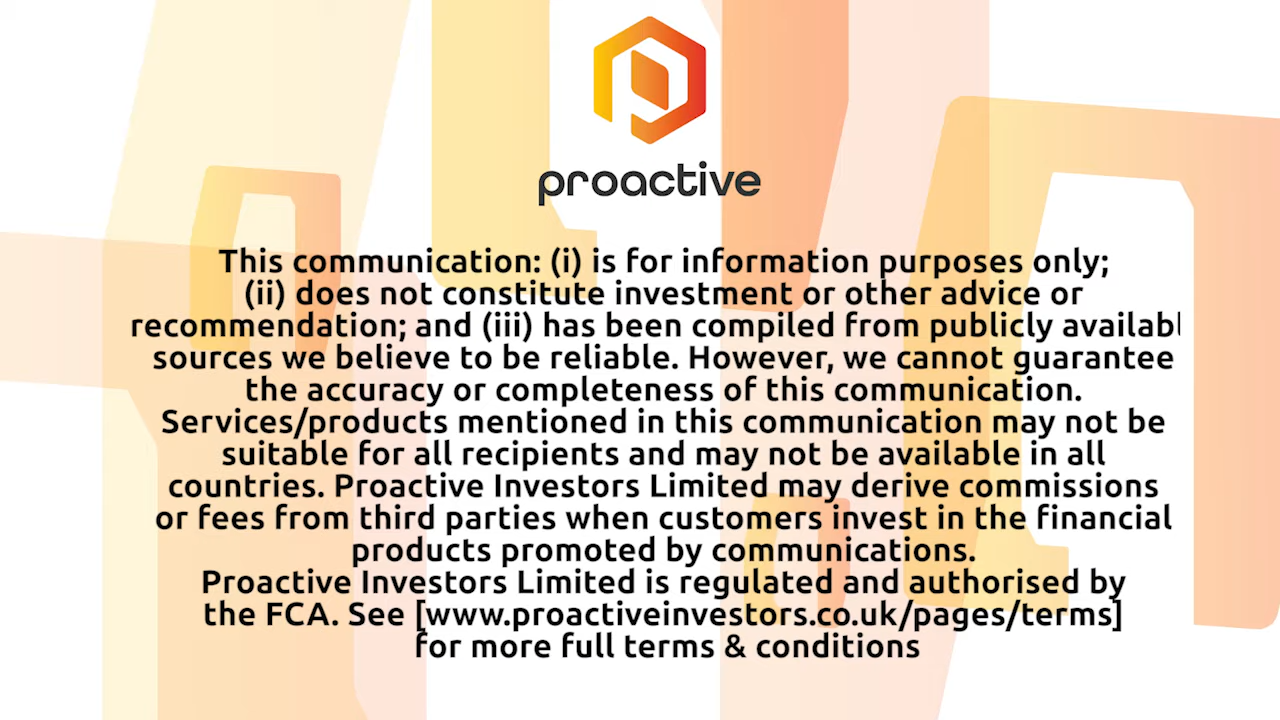 proactive
This communication: (i) is for information purposes only;
(ii) does not constitute investment or other advice or
recommendation; and (iii) has been compiled from publicly availabl
sources we believe to be reliable. However, we cannot guarantee
the accuracy or completeness of this communication.
Services/products mentioned in this communication may not be
suitable for all recipients and may not be available in all
countries. Proactive Investors Limited may derive commissions
or fees from third parties when customers invest in the financial
products promoted by communications.
Proactive Investors Limited is regulated and authorised by
the FCA. See [www.proactiveinvestors.co.uk/pages/terms]
for more full terms & conditions